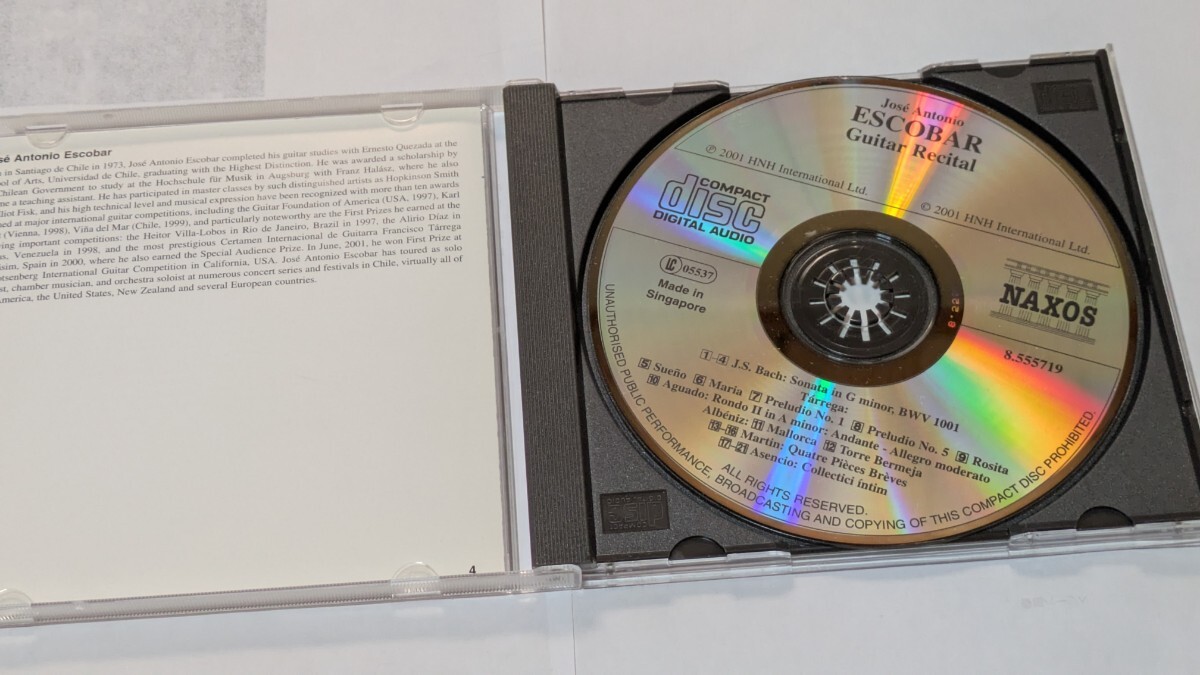 sé Antonio Escobar
in Santiago de Chile in 1973, José Antonio Escobar completed his guitar studies with Ernesto Quezada at the
ool of Arts, Universidad de Chile, graduating with the Highest Distinction. He was awarded a scholarship by
Chilean Government to study at the Hochschule für Musik in Augsburg with Franz Halász, where he also
me a teaching assistant. He has participated in master classes by such distinguished artists as Hopkinson Smith
lliot Fisk, and his high technical level and musical expression have been recognized with more than ten awards
ned at major international guitar competitions, including the Guitar Foundation of America (USA, 1997), Karl
(Vienna, 1998), Viña del Mar (Chile, 1999), and particularly noteworthy are the First Prizes he earned at the
ving important competitions: the Heitor Villa-Lobos in Rio de Janeiro, Brazil in 1997, the Alirio Díaz in
as, Venezuela in 1998, and the most prestigious Certamen Internacional de Guitarra Francisco Tárrega
sim, Spain in 2000, where he also earned the Special Audience Prize. In June, 2001, he won First Prize at
otsenberg International Guitar Competition in California, USA. José Antonio Escobar has toured as solo
st, chamber musician, and orchestra soloist at numerous concert series and festivals in Chile, virtually all of
America, the United States, New Zealand and several European countries.
4
José Antonio
ESCOBAR
Guitar Recital
℗ 2001 HNH International Ltd.
© 2001 HNH International Ltd.
COMPACT
disc
DIGITAL AUDIO
LC 05537
Made in
Singapore
NAXOS
8.555719
1-4 J.S. Bach: Sonata in G minor, BWV 1001
Tárrega:
5 Sueño 6 María 7 Preludio No. 1 8 Preludio No. 5 9 Rosita
10 Aguado: Rondo II in A minor: Andante - Allegro moderato
Albéniz: 11 Mallorca 12 Torre Bermeja
13-16 Martin: Quatre Pièces Brèves
17-21 Asencio: Collectici íntim
ALL RIGHTS RESERVED.
UNAUTHORISED PUBLIC PERFORMANCE, BROADCASTING AND COPYING OF THIS COMPACT DISC PROHIBITED.